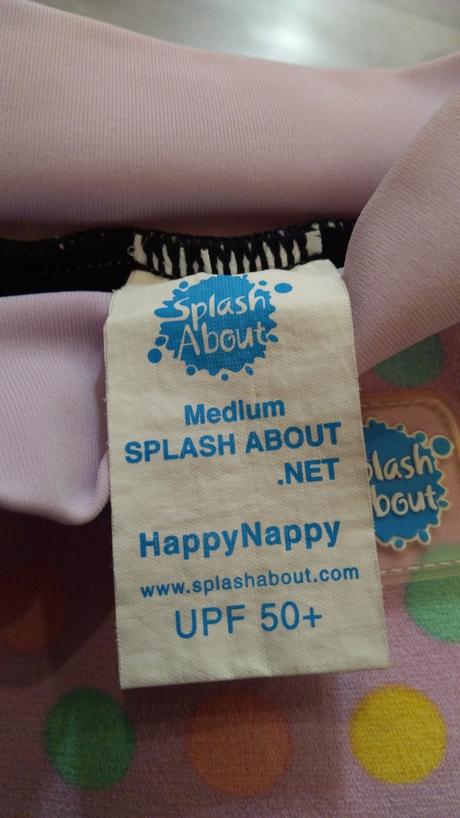 Splash
About
Medium
SPLASH ABOUT
.NET
HappyNappy
www.splashabout.com
UPF 50+
plash
bout